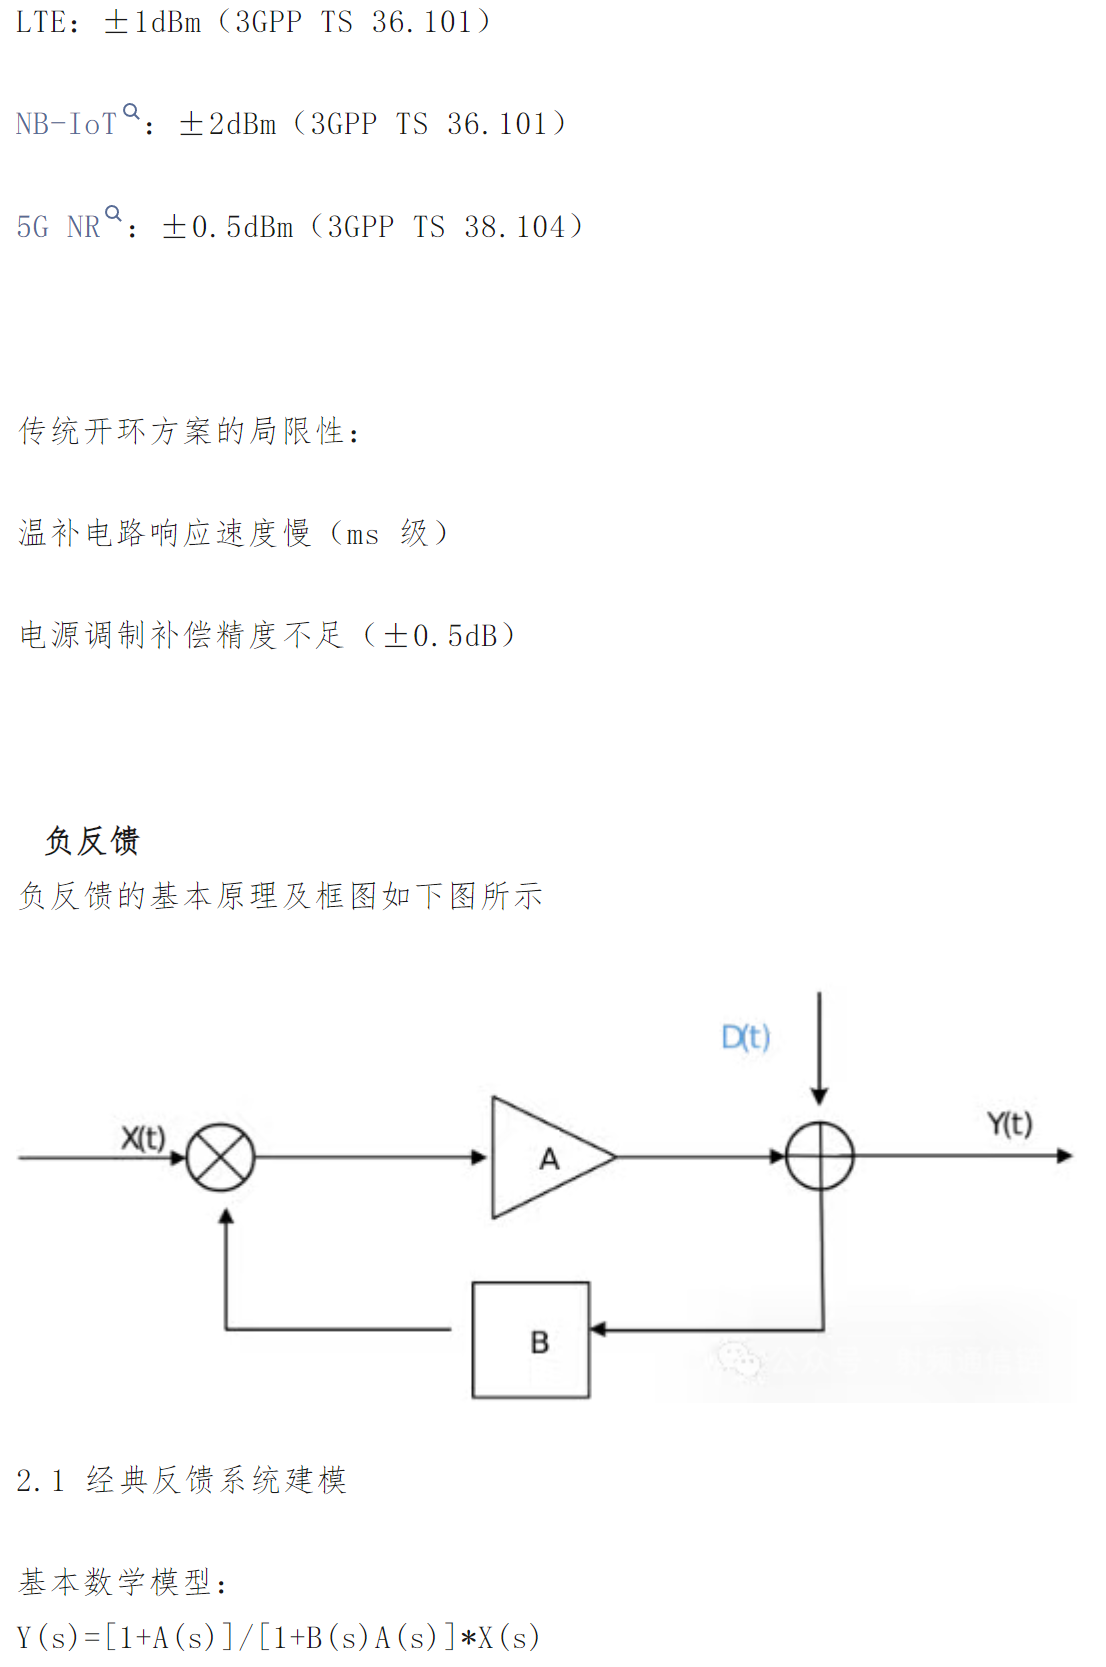 LTE：±1dBm（3GPP TS 36.101）
NB-IoT：±2dBm（3GPP TS 36.101）
5G NR：±0.5dBm（3GPP TS 38.104）
传统开环方案的局限性：
温补电路响应速度慢（ms 级）
电源调制补偿精度不足（±0.5dB）
负反馈
负反馈的基本原理及框图如下图所示
D(t)
X(t)
Y(t)
A
B
2.1 经典反馈系统建模
基本数学模型：
Y(s)=[1+A(s)]/[1+B(s)A(s)]*X(s)